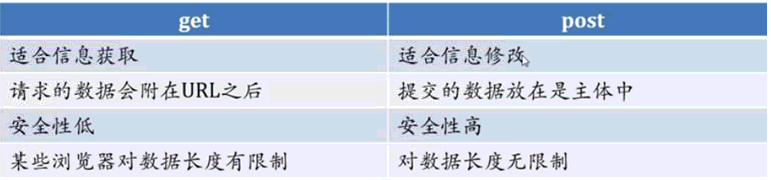 get post
适合信息获取 适合信息修改
请求的数据会附在URL之后 提交的数据放在是主体中
安全性低 安全性高
某些浏览器对数据长度有限制 对数据长度无限制